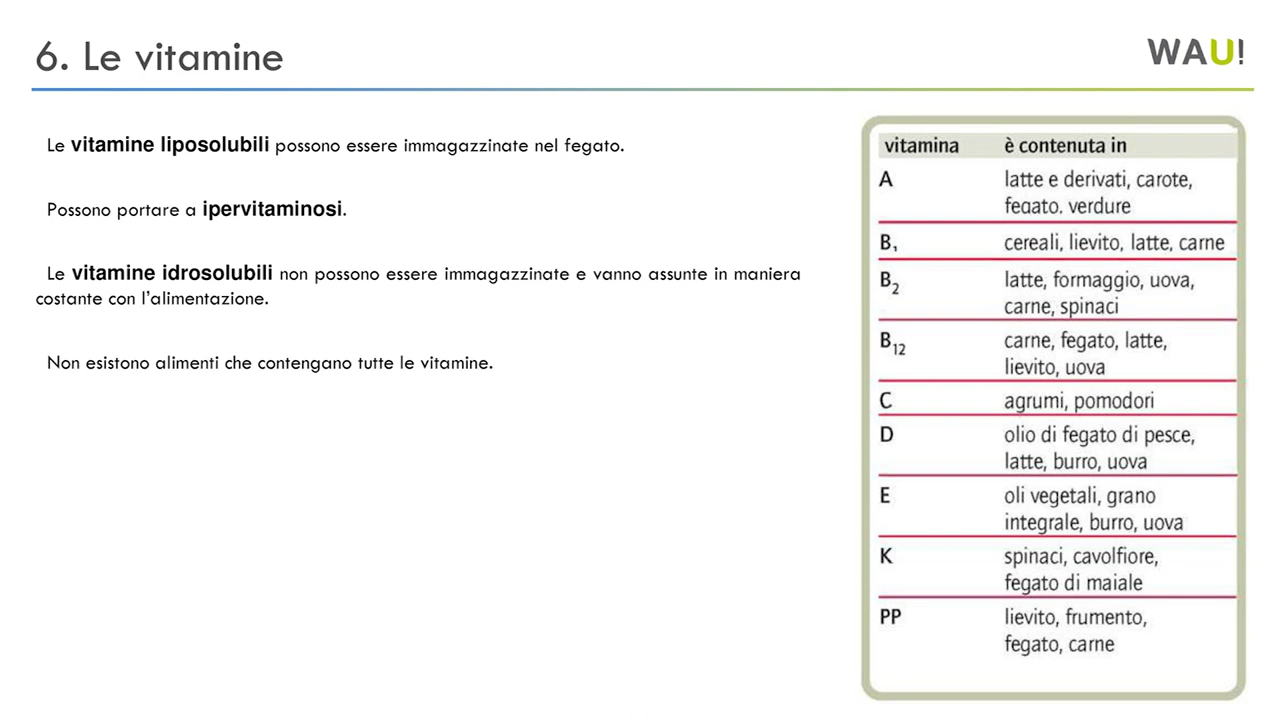 6. Le vitamine
WAU!
Le vitamine liposolubili possono essere immagazzinate nel fegato.
Possono portare a ipervitaminosi.
Le vitamine idrosolubili non possono essere immagazzinate e vanno assunte in maniera
costante con l'alimentazione.
Non esistono alimenti che contengano tutte le vitamine.
vitamina è contenuta in
A latte e derivati, carote,
fegato, verdure
B₁ cereali, lievito, latte, carne
B₂ latte, formaggio, uova,
carne, spinaci
B₁₂ carne, fegato, latte,
lievito, uova
C agrumi, pomodori
D olio di fegato di pesce,
latte, burro, uova
E oli vegetali, grano
integrale, burro, uova
K spinaci, cavolfiore,
fegato di maiale
PP lievito, frumento,
fegato, carne